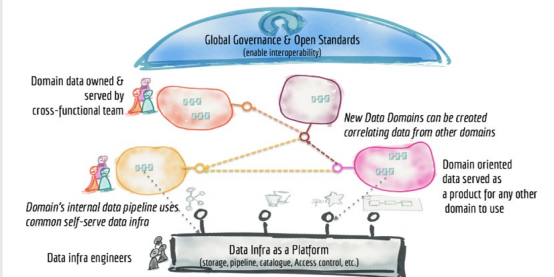 Global Governance & Open Standards
(enable interoperability)
Domain data owned &
served by
cross-functional team
New Data Domains can be created
correlating data from other domains
Domain oriented
data served as
a product for any other
domain to use
Domain's internal data pipeline uses
common self-serve data infra
Data infra engineers
Data Infra as a Platform
(storage, pipeline, catalogue, Access control, etc.)